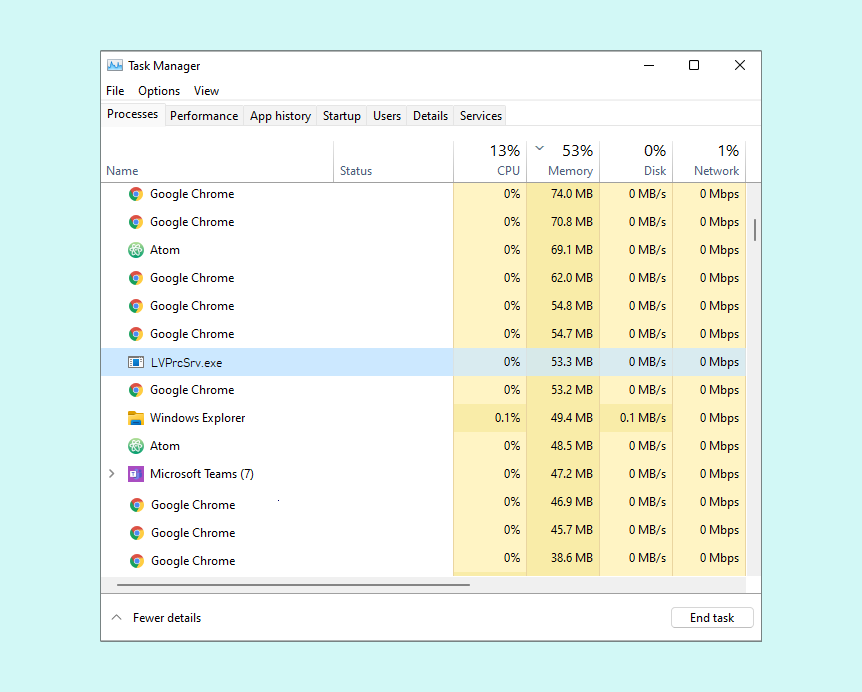 Task Manager
File Options View
Processes Performance App history Startup Users Details Services
13% 53% 0% 1%
Name Status CPU Memory Disk Network
Google Chrome 0% 74.0 MB 0 MB/s 0 Mbps
Google Chrome 0% 70.8 MB 0 MB/s 0 Mbps
Atom 0% 69.1 MB 0 MB/s 0 Mbps
Google Chrome 0% 62.0 MB 0 MB/s 0 Mbps
Google Chrome 0% 54.8 MB 0 MB/s 0 Mbps
Google Chrome 0% 54.7 MB 0 MB/s 0 Mbps
LVPrcSrv.exe 0% 53.3 MB 0 MB/s 0 Mbps
Google Chrome 0% 53.2 MB 0 MB/s 0 Mbps
Windows Explorer 0.1% 49.4 MB 0.1 MB/s 0 Mbps
Atom 0% 48.5 MB 0 MB/s 0 Mbps
Microsoft Teams (7) 0% 47.2 MB 0 MB/s 0 Mbps
Google Chrome 0% 46.9 MB 0 MB/s 0 Mbps
Google Chrome 0% 45.7 MB 0 MB/s 0 Mbps
Google Chrome 0% 38.6 MB 0 MB/s 0 Mbps
Fewer details End task